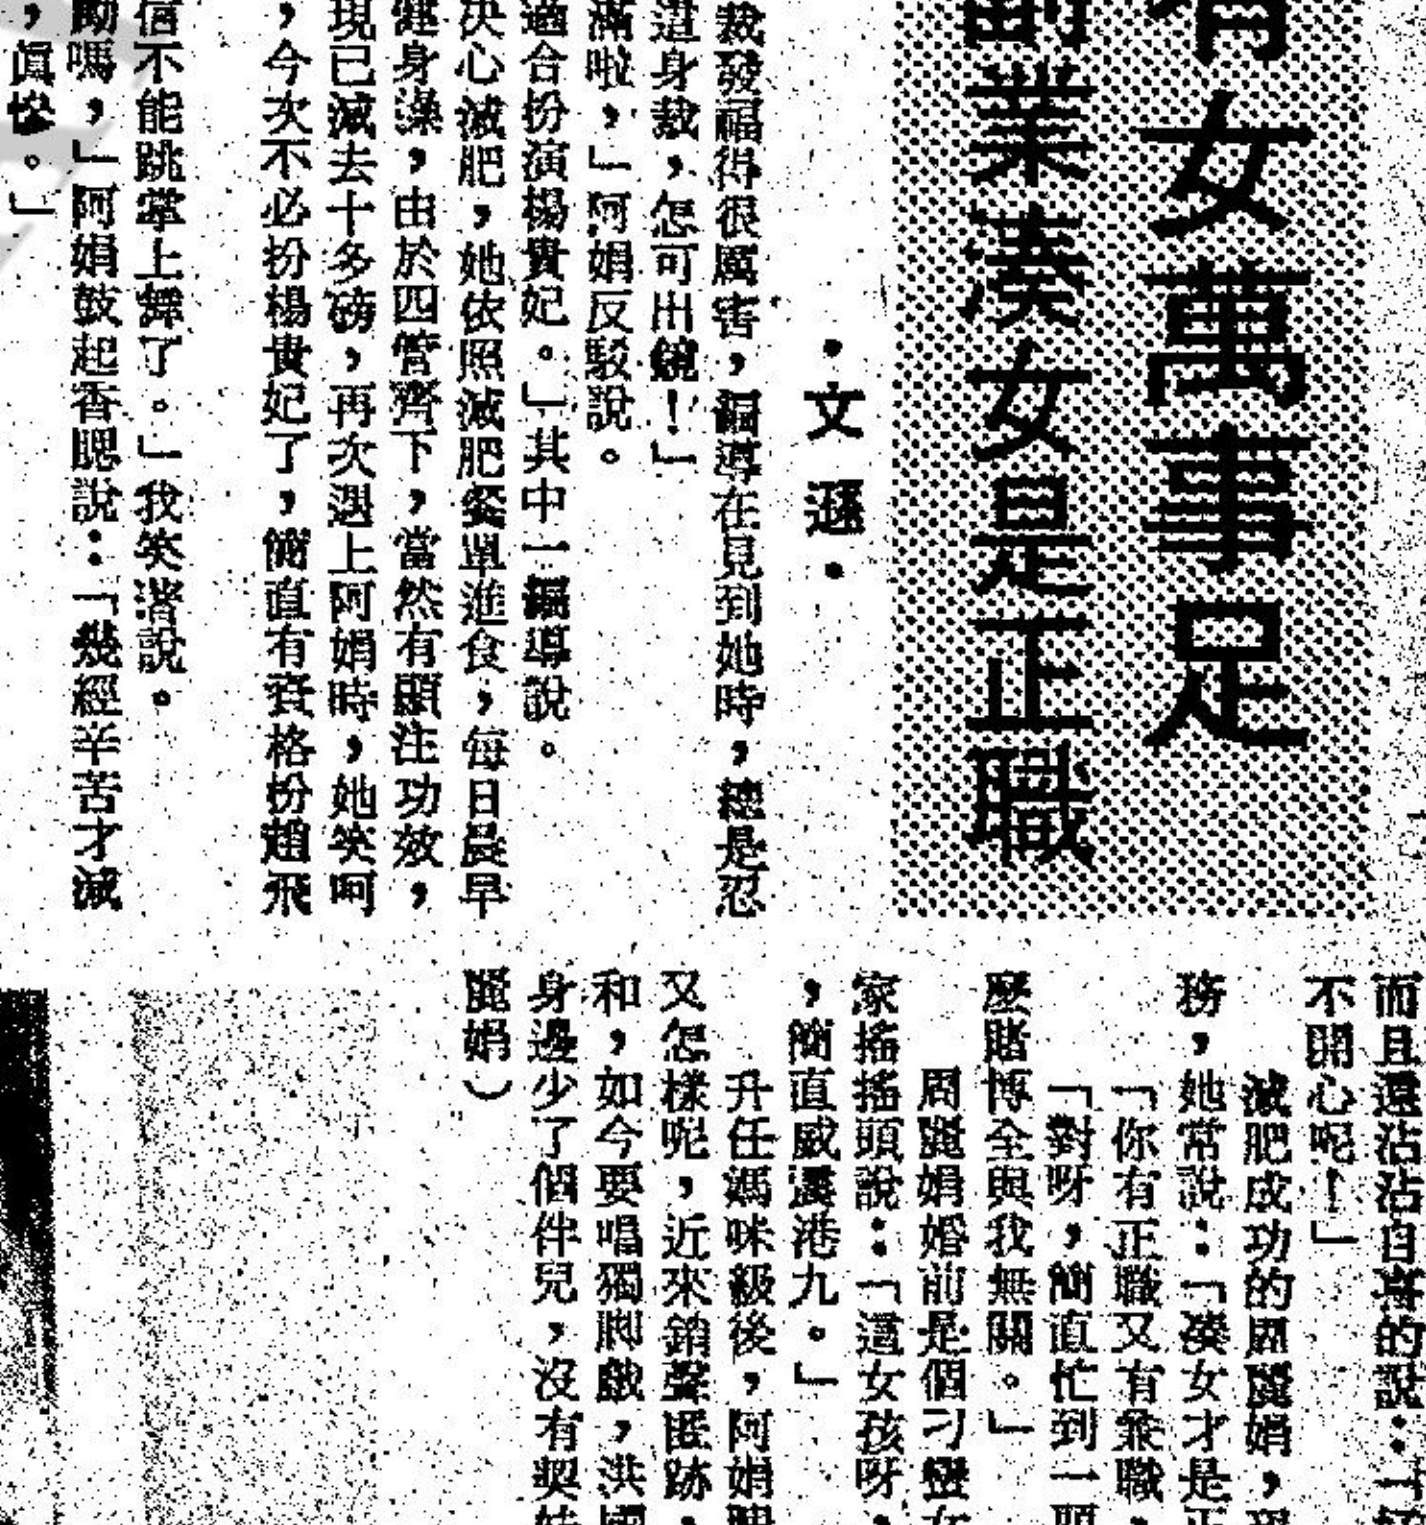 有女萬事足
副業湊女是正職
·文遜·
裁發福得很厲害，編導在見到她時，總是忍
這身裁，怎可出鏡！」
滿啦，」阿娟反駁說。
適合扮演楊貴妃。」其中一編導說。
決心減肥，她依照減肥餐單進食，每日晨早
健身操，由於四管齊下，當然有顯注功效，
現已減去十多磅，再次遇上阿娟時，她笑呵
，今次不必扮楊貴妃了，簡直有資格扮趙飛
信不能跳掌上舞了。」我笑謔說。
勵嗎，」阿娟鼓起香腮說：「幾經辛苦才減
，眞慘。」
而且還沾沾自喜的說：「
不開心呢！」
減肥成功的周麗娟，
務，她常說：「湊女才是正
「你有正職又有兼職，
「對呀，簡直忙到一
麼賭博全與我無關。」
周麗娟婚前是個刁蠻女
家搖搖頭說：「這女孩呀，
，簡直威震港九。」
升任媽咪級後，阿娟
又怎樣呢，近來銷聲匿跡，
和，如今要唱獨脚戲，洪國
身邊少了個伴兒，沒有契
麗娟）